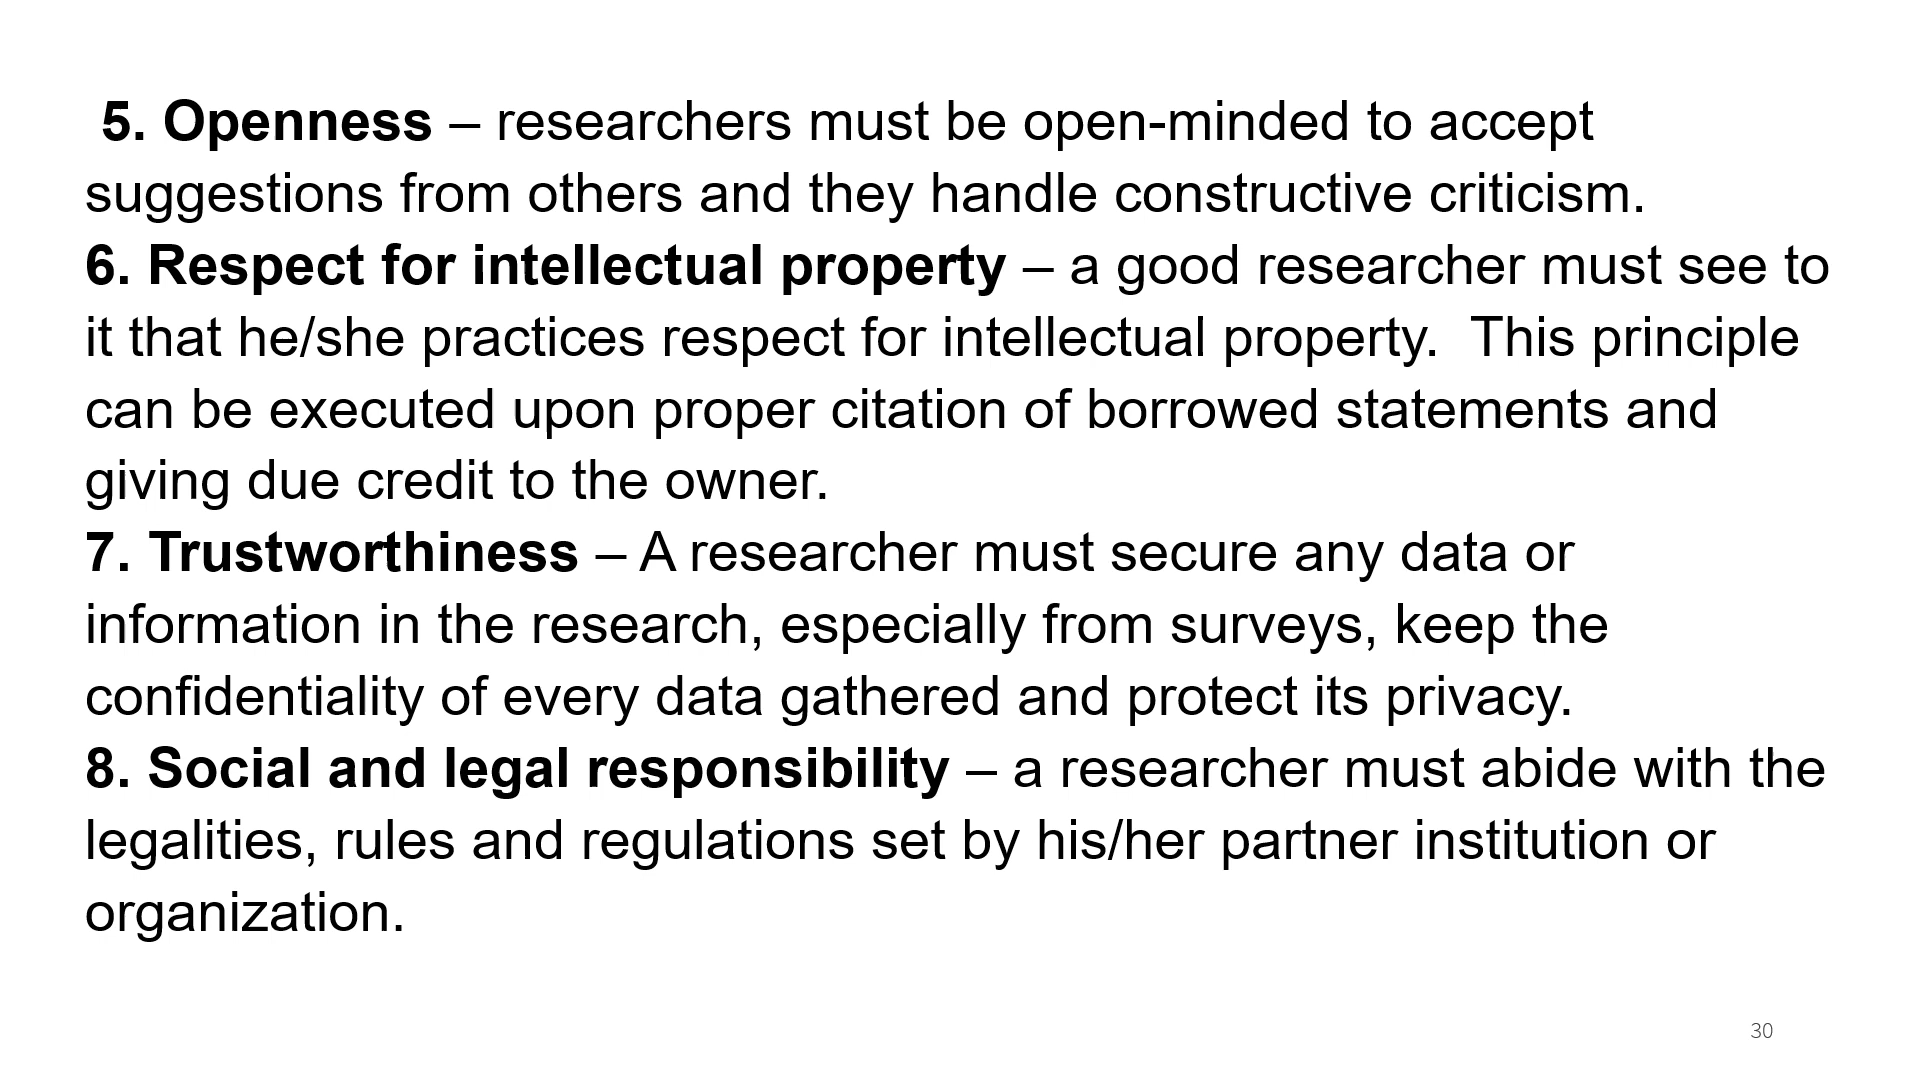 5. Openness – researchers must be open-minded to accept
suggestions from others and they handle constructive criticism.
6. Respect for intellectual property – a good researcher must see to
it that he/she practices respect for intellectual property.  This principle
can be executed upon proper citation of borrowed statements and
giving due credit to the owner.
7. Trustworthiness – A researcher must secure any data or
information in the research, especially from surveys, keep the
confidentiality of every data gathered and protect its privacy.
8. Social and legal responsibility – a researcher must abide with the
legalities, rules and regulations set by his/her partner institution or
organization.
30